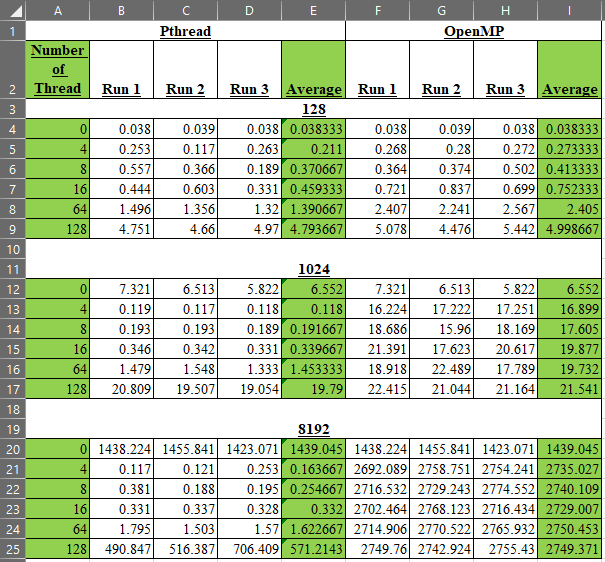 A B C D E F G H I
1 Pthread OpenMP
Number
of
2 Thread Run 1 Run 2 Run 3 Average Run 1 Run 2 Run 3 Average
3 128
4 0 0.038 0.039 0.038 0.038333 0.038 0.039 0.038 0.038333
5 4 0.253 0.117 0.263 0.211 0.268 0.28 0.272 0.273333
6 8 0.557 0.366 0.189 0.370667 0.364 0.374 0.502 0.413333
7 16 0.444 0.603 0.331 0.459333 0.721 0.837 0.699 0.752333
8 64 1.496 1.356 1.32 1.390667 2.407 2.241 2.567 2.405
9 128 4.751 4.66 4.97 4.793667 5.078 4.476 5.442 4.998667
10
11 1024
12 0 7.321 6.513 5.822 6.552 7.321 6.513 5.822 6.552
13 4 0.119 0.117 0.118 0.118 16.224 17.222 17.251 16.899
14 8 0.193 0.193 0.189 0.191667 18.686 15.96 18.169 17.605
15 16 0.346 0.342 0.331 0.339667 21.391 17.623 20.617 19.877
16 64 1.479 1.548 1.333 1.453333 18.918 22.489 17.789 19.732
17 128 20.809 19.507 19.054 19.79 22.415 21.044 21.164 21.541
18
19 8192
20 0 1438.224 1455.841 1423.071 1439.045 1438.224 1455.841 1423.071 1439.045
21 4 0.117 0.121 0.253 0.163667 2692.089 2758.751 2754.241 2735.027
22 8 0.381 0.188 0.195 0.254667 2716.532 2729.243 2774.552 2740.109
23 16 0.331 0.337 0.328 0.332 2702.464 2768.123 2716.434 2729.007
24 64 1.795 1.503 1.57 1.622667 2714.906 2770.522 2765.932 2750.453
25 128 490.847 516.387 706.409 571.2143 2749.76 2742.924 2755.43 2749.371